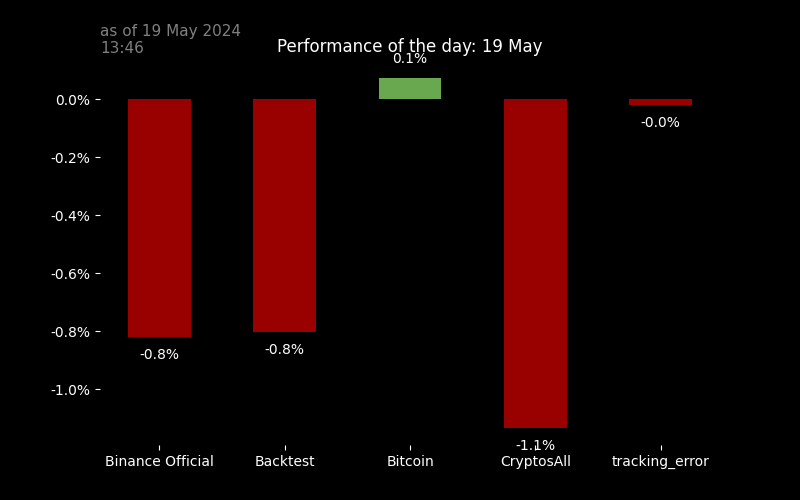 as of 19 May 2024
13:46
Performance of the day: 19 May
0.1%
0.0%
-0.0%
-0.2%
-0.4%
-0.6%
-0.8%
-0.8%
-0.8%
-1.0%
-1.1%
Binance Official
Backtest
Bitcoin
CryptosAll
tracking_error